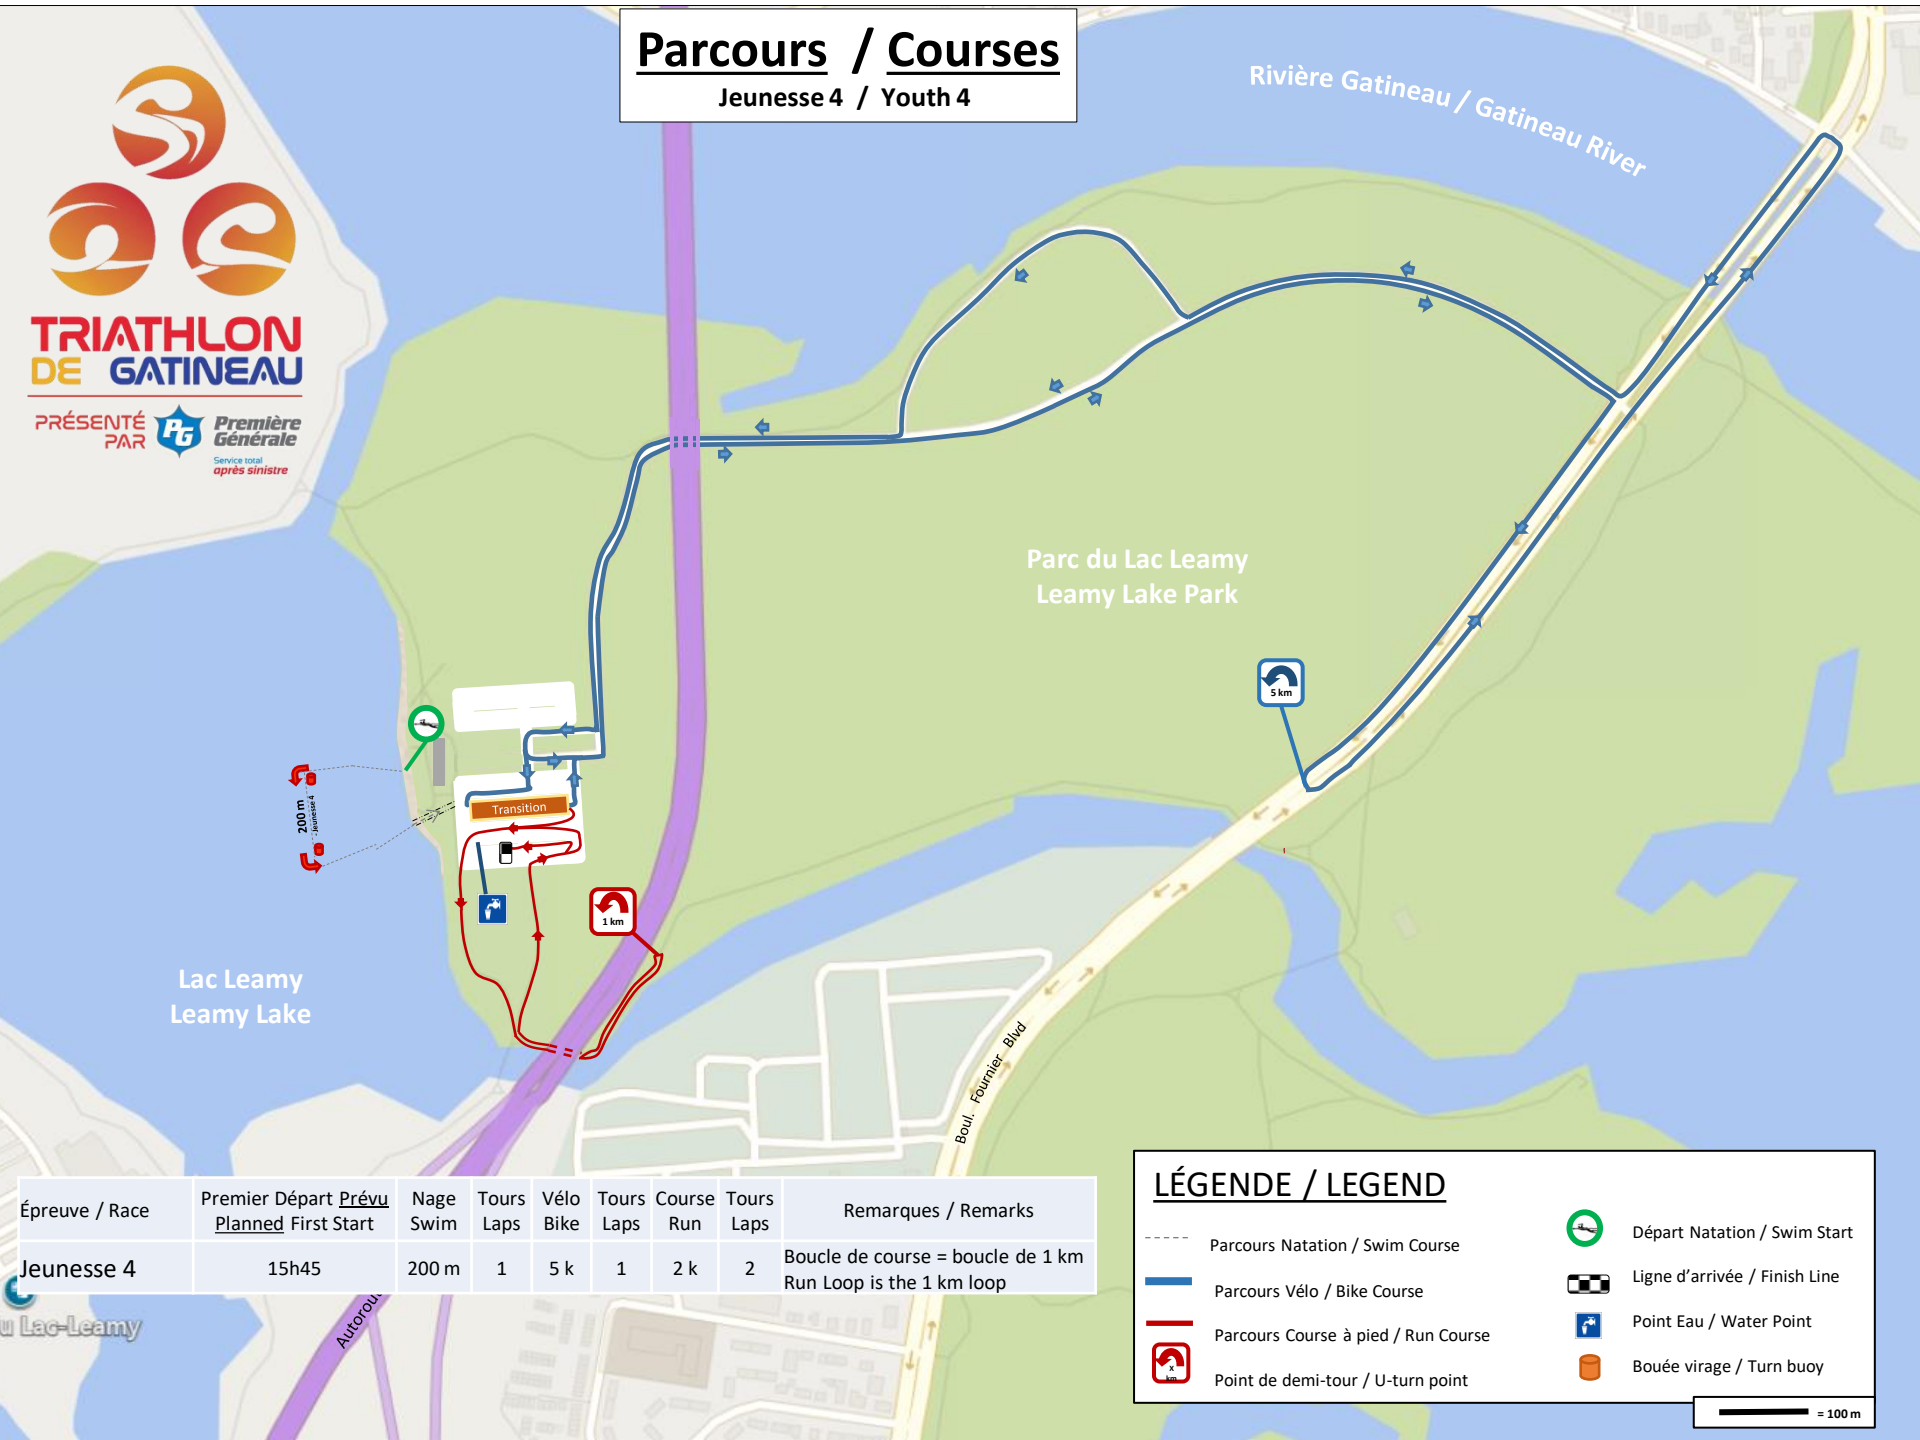 Parcours / Courses
Jeunesse 4 / Youth 4
Rivière Gatineau / Gatineau River
TRIATHLON
DE GATINEAU
PRÉSENTÉ
PAR
PG
Première
Générale
Service total
après sinistre
Parc du Lac Leamy
Leamy Lake Park
5 km
200 m
Jeunesse 4
Transition
1 km
Lac Leamy
Leamy Lake
Boul. Fournier Blvd
Épreuve / Race
Premier Départ Prévu
Planned First Start
Nage
Swim
Tours
Laps
Vélo
Bike
Tours
Laps
Course
Run
Tours
Laps
Remarques / Remarks
Jeunesse 4
15h45
200 m
1
5 k
1
2 k
2
Boucle de course = boucle de 1 km
Run Loop is the 1 km loop
u Lac-Leamy
LÉGENDE / LEGEND
Parcours Natation / Swim Course
Parcours Vélo / Bike Course
Parcours Course à pied / Run Course
x
km
Point de demi-tour / U-turn point
Départ Natation / Swim Start
Ligne d'arrivée / Finish Line
Point Eau / Water Point
Bouée virage / Turn buoy
= 100 m